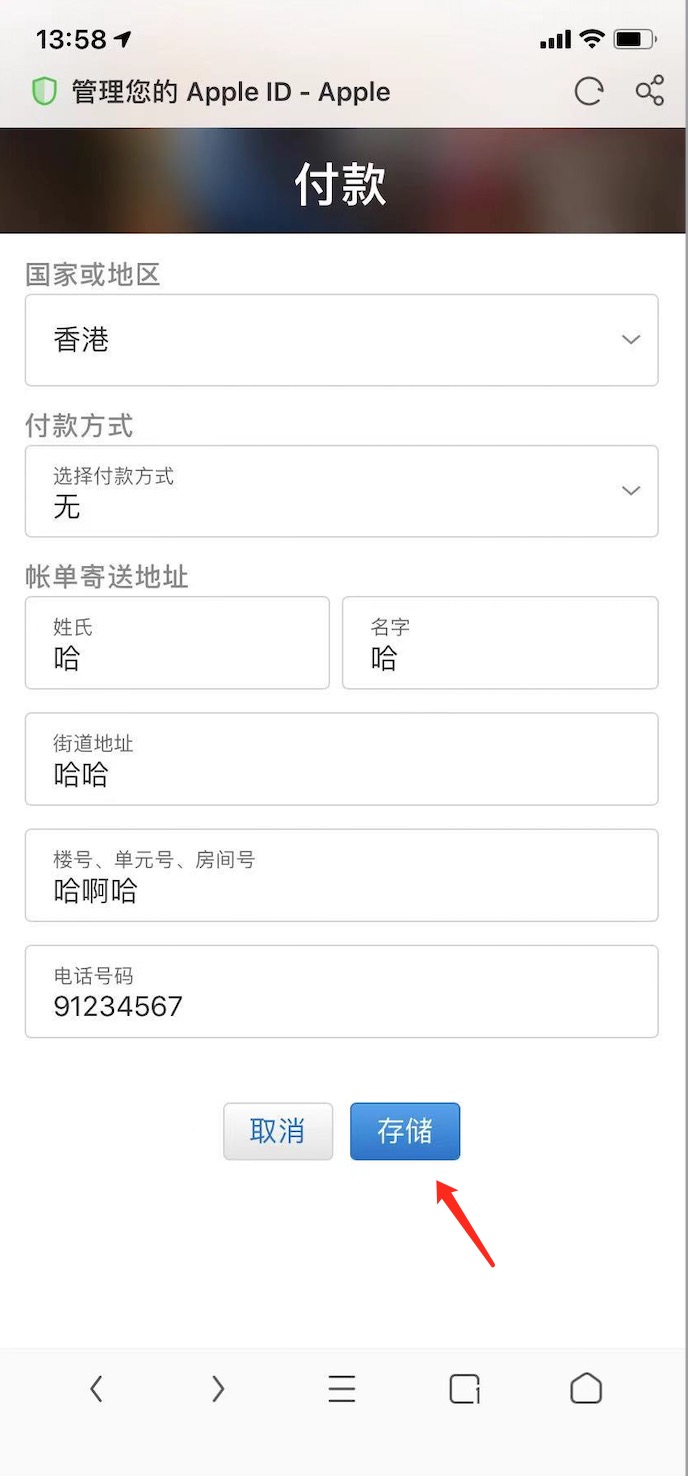 13:58
管理您的 Apple ID - Apple
付款
国家或地区
香港
付款方式
选择付款方式
无
帐单寄送地址
姓氏
哈
名字
哈
街道地址
哈哈
楼号、单元号、房间号
哈啊哈
电话号码
91234567
取消
存储